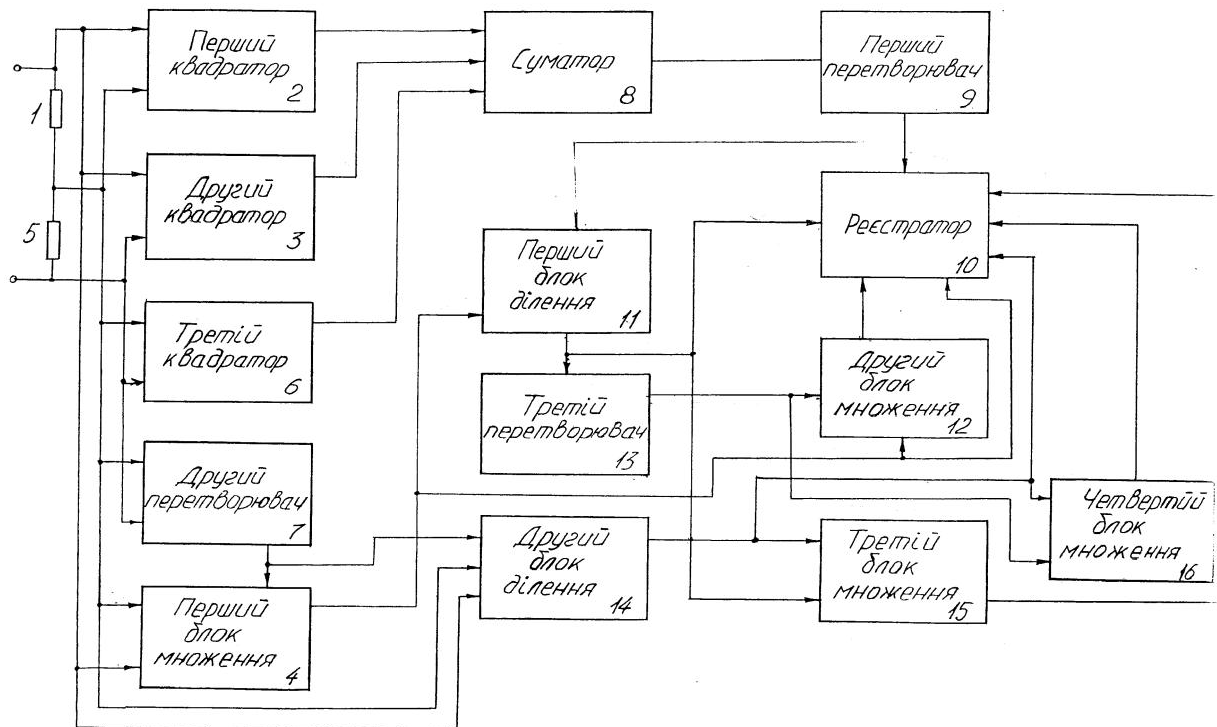 Перший
квадратор
2
Суматор
8
Перший
перетворювач
9
1
Другий
квадратор
3
5
Реєстратор
10
Перший
блок
ділення
11
Третій
квадратор
6
Другий
блок
множення
12
Третій
перетворювач
13
Другий
перетворювач
7
Четвертий
блок
множення
16
Другий
блок
ділення
14
Третій
блок
множення
15
Перший
блок
множення
4